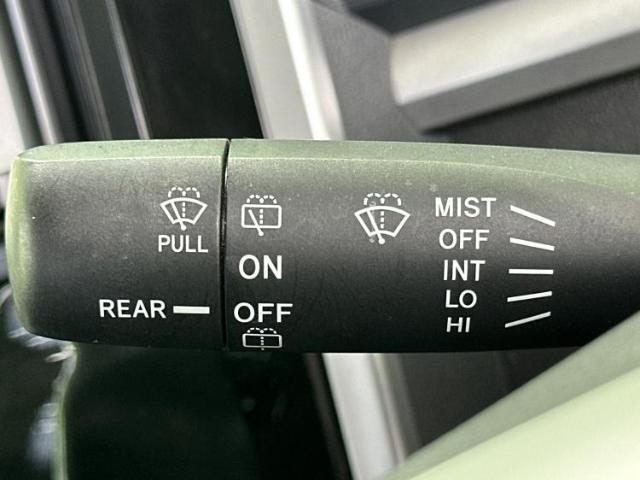 PULL
REAR
ON
OFF
MIST
OFF
INT
LO
HI